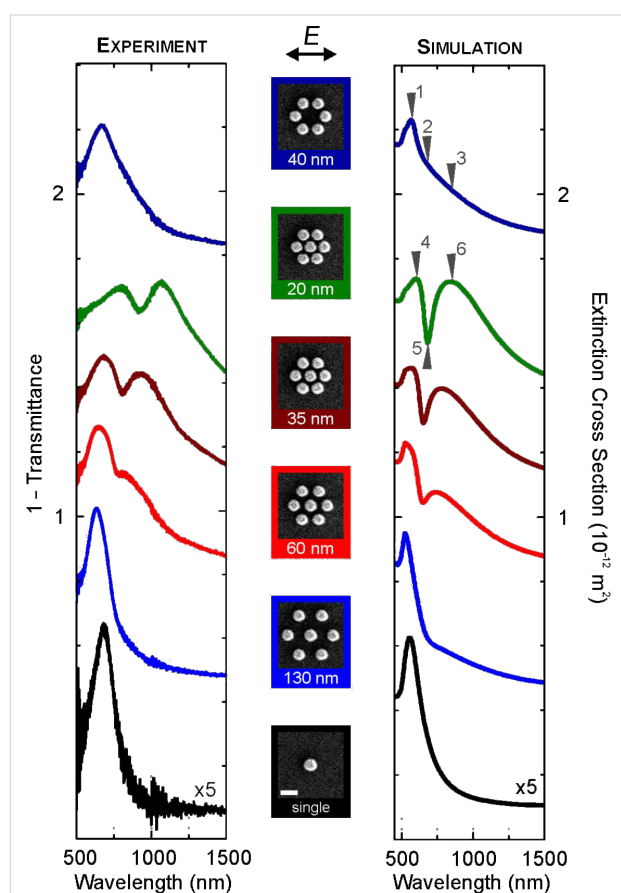 EXPERIMENT
E
SIMULATION
1
2
3
40 nm
2
2
4
6
20 nm
5
35 nm
1 – Transmittance
Extinction Cross Section (10⁻¹² m²)
60 nm
1
1
130 nm
x5
single
x5
500 1000 1500
500 1000 1500
Wavelength (nm)
Wavelength (nm)